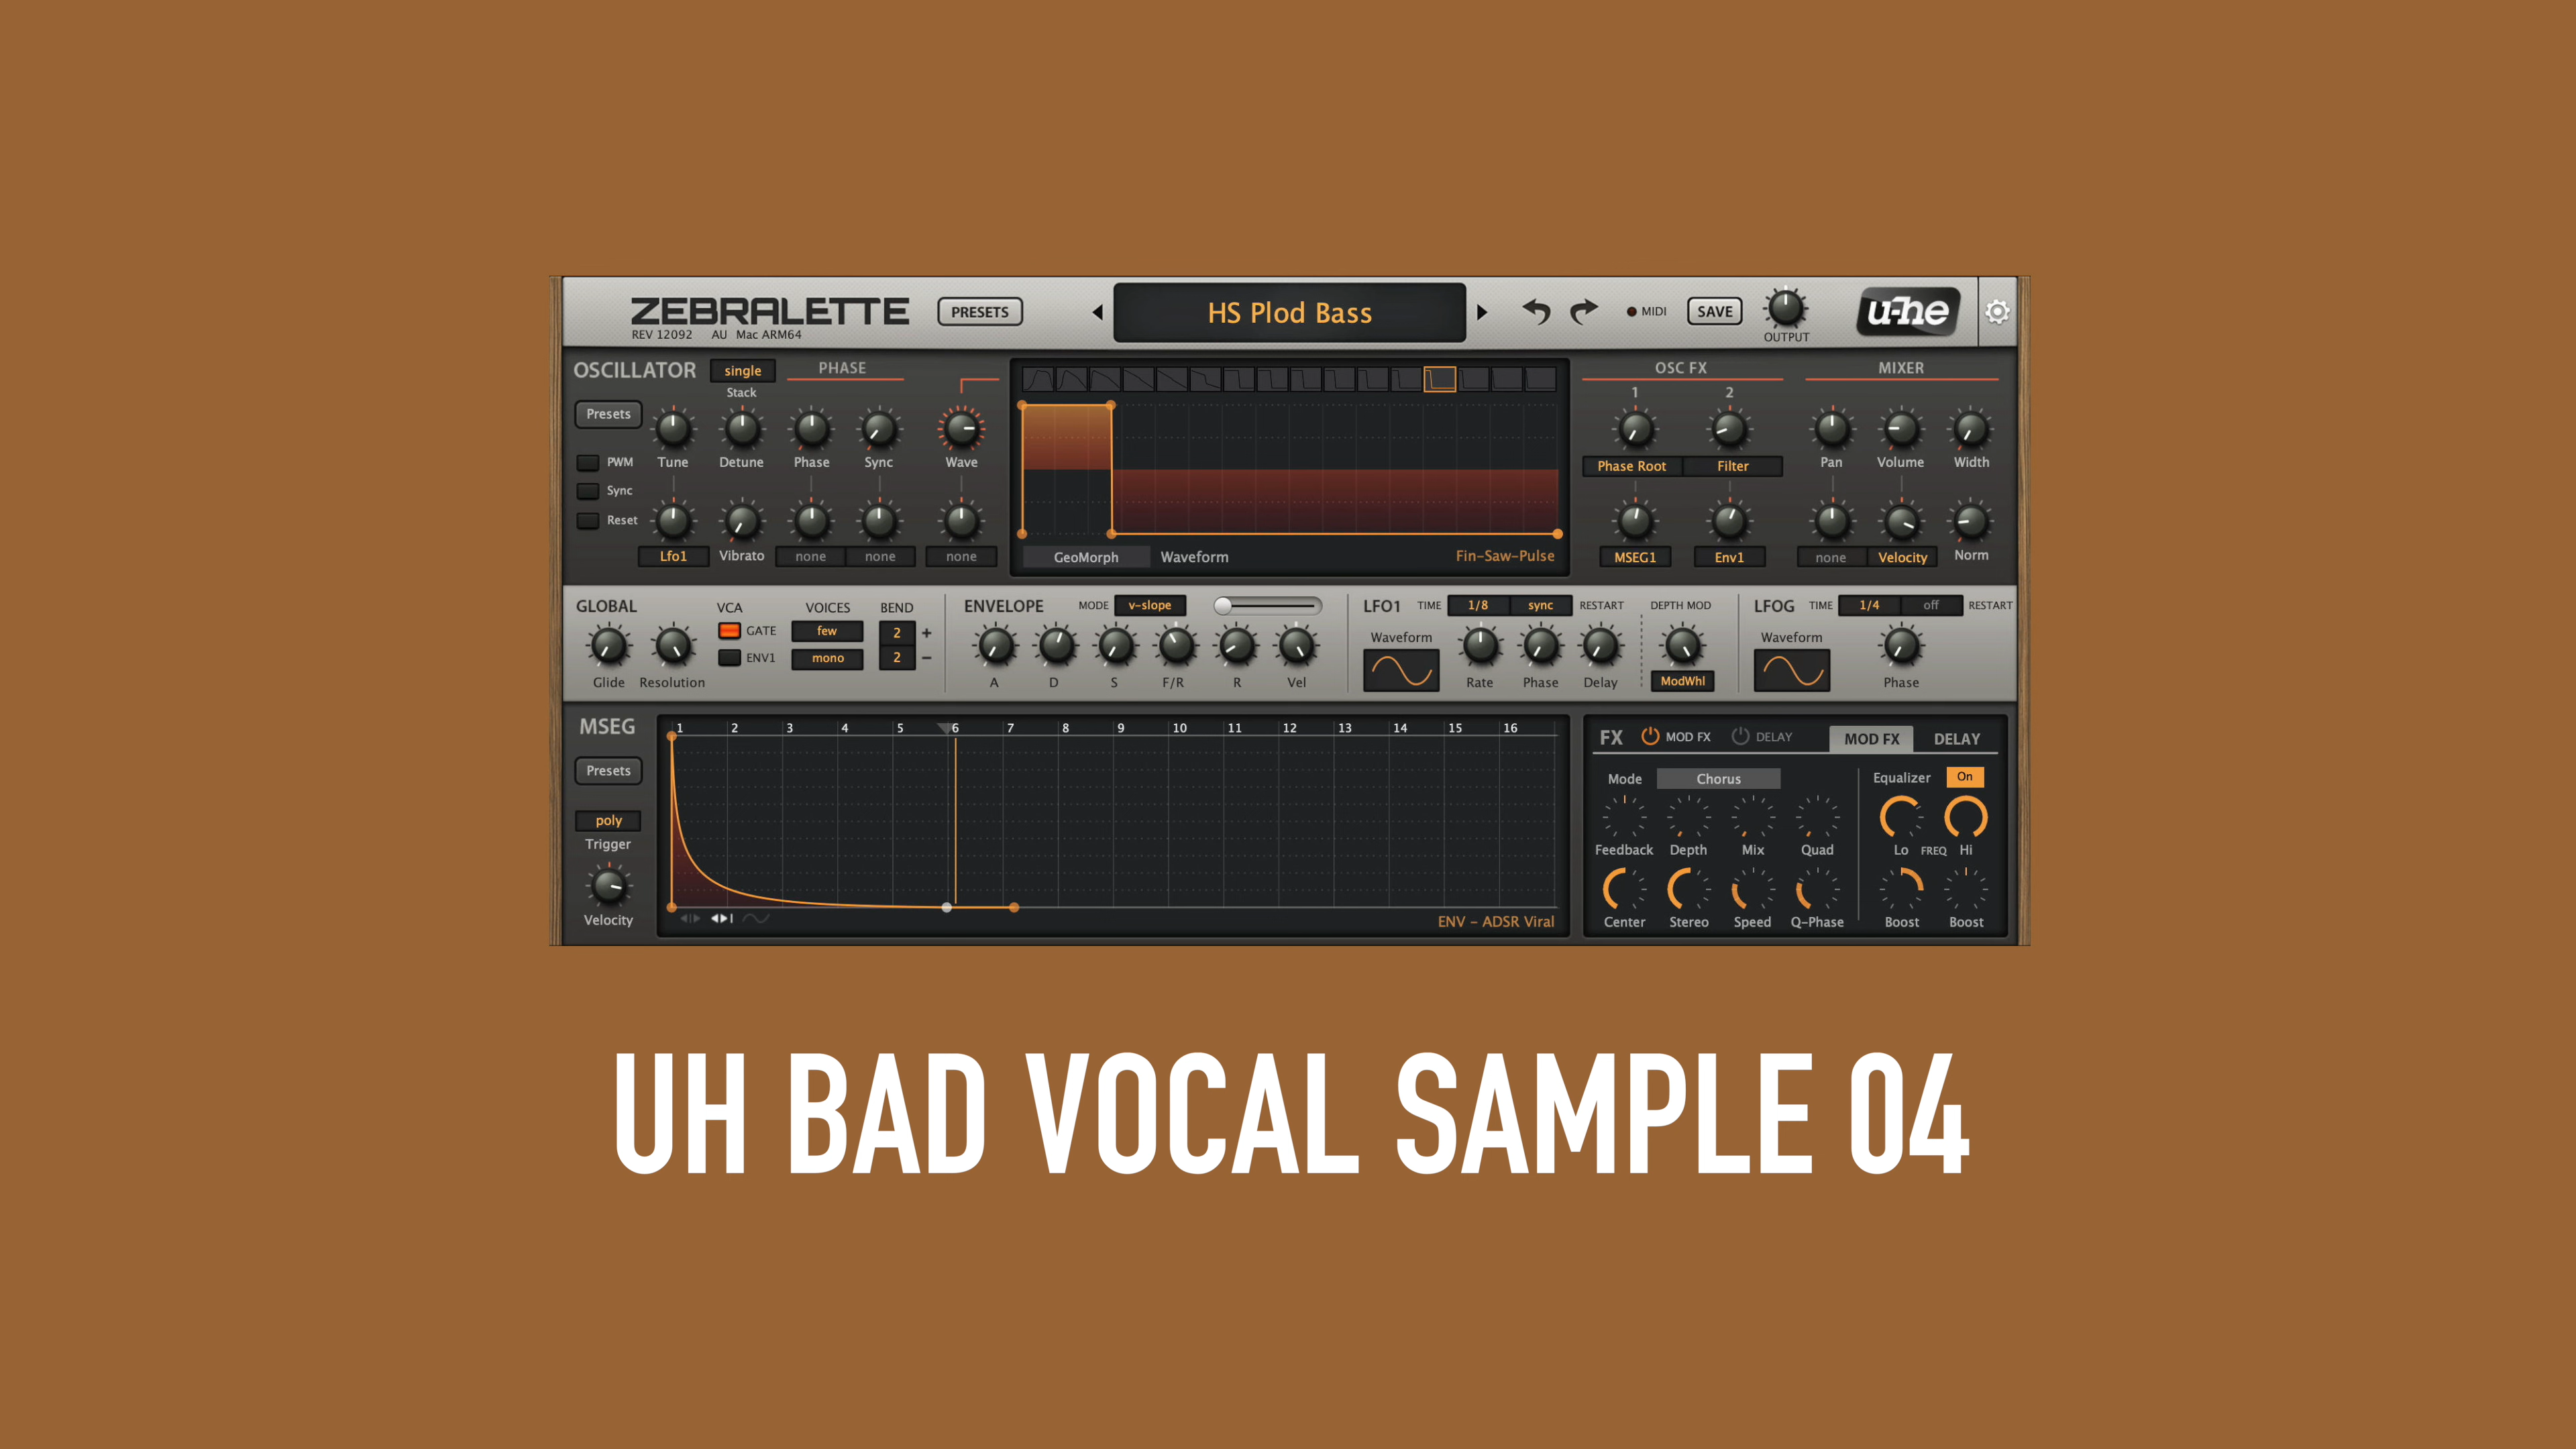 ZEBRALETTE PRESETS HS Plod Bass MIDI SAVE u-he
REV 12092 AU Mac ARM64 OUTPUT
OSCILLATOR single PHASE OSC FX MIXER
Stack 1 2
Presets
PWM Tune Detune Phase Sync Wave Phase Root Filter Pan Volume Width
Sync
Reset
Lfo1 Vibrato none none none GeoMorph Waveform Fin-Saw-Pulse MSEG1 Env1 none Velocity Norm
GLOBAL VCA VOICES BEND ENVELOPE MODE v-slope LFO1 TIME 1/8 sync RESTART DEPTH MOD LFOG TIME 1/4 off RESTART
GATE few 2 + Waveform Waveform
ENV1 mono 2 −
Glide Resolution A D S F/R R Vel Rate Phase Delay ModWhl Phase
MSEG 1 2 3 4 5 6 7 8 9 10 11 12 13 14 15 16 FX MOD FX DELAY MOD FX DELAY
Presets Mode Chorus Equalizer On
poly
Trigger Feedback Depth Mix Quad Lo FREQ Hi
Velocity ENV - ADSR Viral Center Stereo Speed Q-Phase Boost Boost
UH BAD VOCAL SAMPLE 04